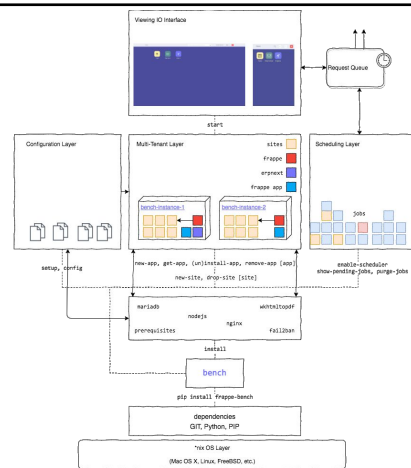 Viewing IO Interface
Request Queue
start
Configuration Layer
Multi-Tenant Layer
sites
frappe
erpnext
frappe app
bench-instance-1
bench-instance-2
Scheduling Layer
jobs
setup, config
new-app, get-app, (un)install-app, remove-app [app]
new-site, drop-site [site]
enable-scheduler
show-pending-jobs, purge-jobs
mariadb
wkhtmltopdf
nodejs
nginx
prerequisites
fail2ban
install
bench
pip install frappe-bench
dependencies
GIT, Python, PIP
*nix OS Layer
(Mac OS X, Linux, FreeBSD, etc.)